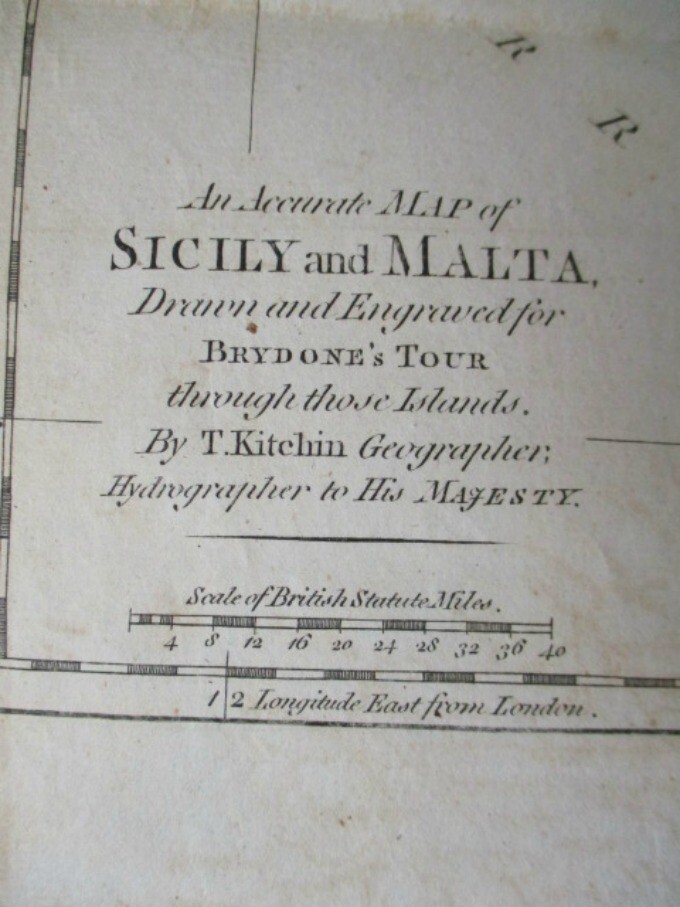 R
R
An Accurate MAP of
SICILY and MALTA,
Drawn and Engraved for
BRYDONE's TOUR
through those Islands.
By T. Kitchin Geographer;
Hydrographer to His MAJESTY.
Scale of British Statute Miles.
4 8 12 16 20 24 28 32 36 40
12 Longitude East from London.